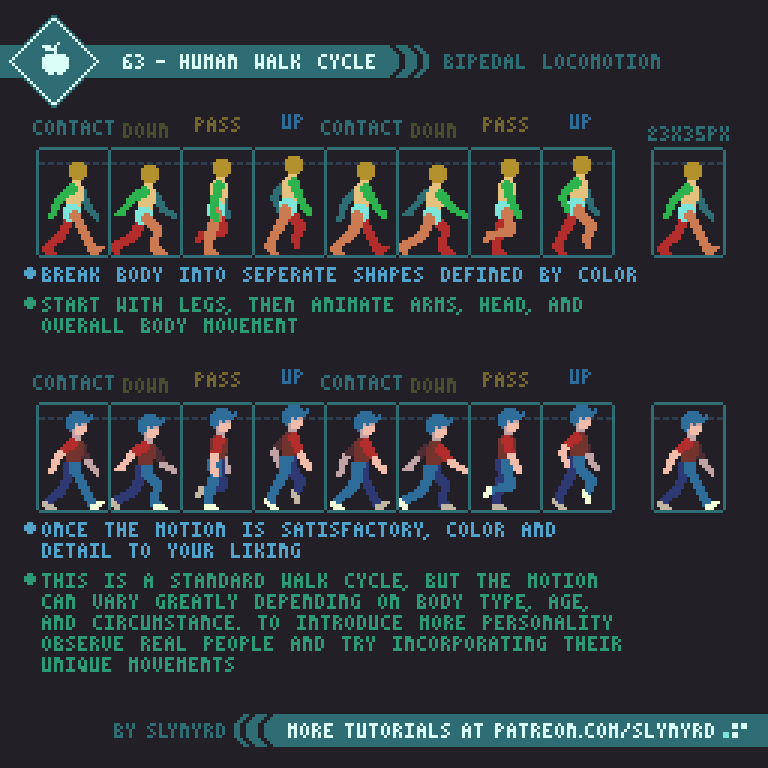 63 - HUMAN WALK CYCLE
BIPEDAL LOCOMOTION
CONTACT DOWN PASS UP CONTACT DOWN PASS UP 23X35PX
BREAK BODY INTO SEPERATE SHAPES DEFINED BY COLOR
START WITH LEGS, THEN ANIMATE ARMS, HEAD, AND
OVERALL BODY MOVEMENT
CONTACT DOWN PASS UP CONTACT DOWN PASS UP
ONCE THE MOTION IS SATISFACTORY, COLOR AND
DETAIL TO YOUR LIKING
THIS IS A STANDARD WALK CYCLE, BUT THE MOTION
CAN VARY GREATLY DEPENDING ON BODY TYPE, AGE,
AND CIRCUMSTANCE. TO INTRODUCE MORE PERSONALITY
OBSERVE REAL PEOPLE AND TRY INCORPORATING THEIR
UNIQUE MOVEMENTS
BY SLYNYRD
MORE TUTORIALS AT PATREON.COM/SLYNYRD